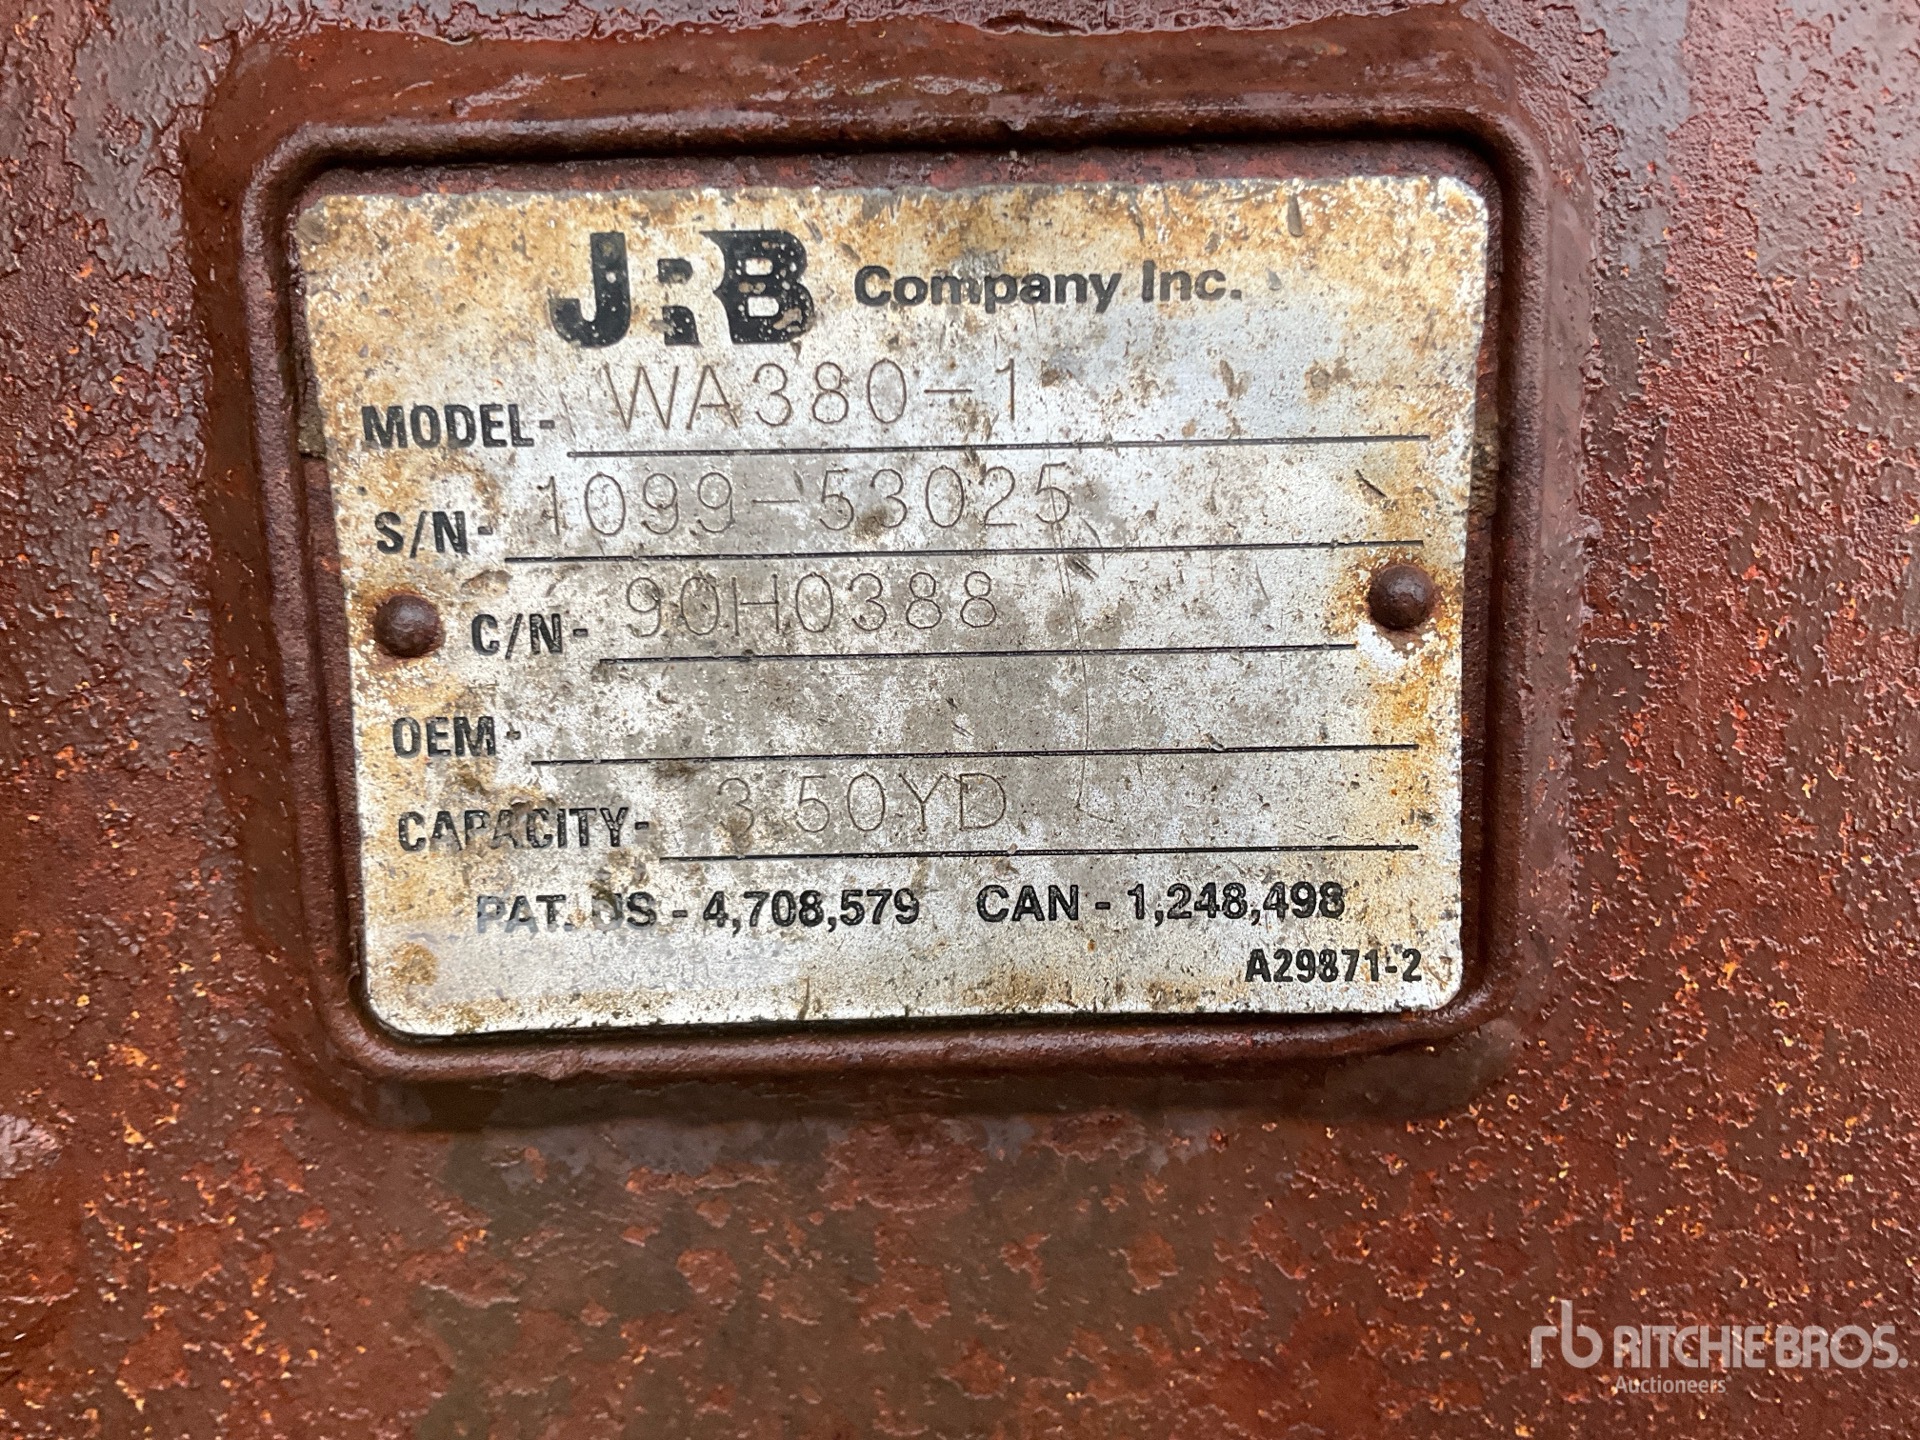 JRB Company Inc.
MODEL- WA380-1
S/N- 1099-53025
C/N- 90H0388
OEM-
CAPACITY- 3.50YD
PAT. US - 4,708,579 CAN - 1,248,498
A29871-2
rb RITCHIE BROS.
Auctioneers